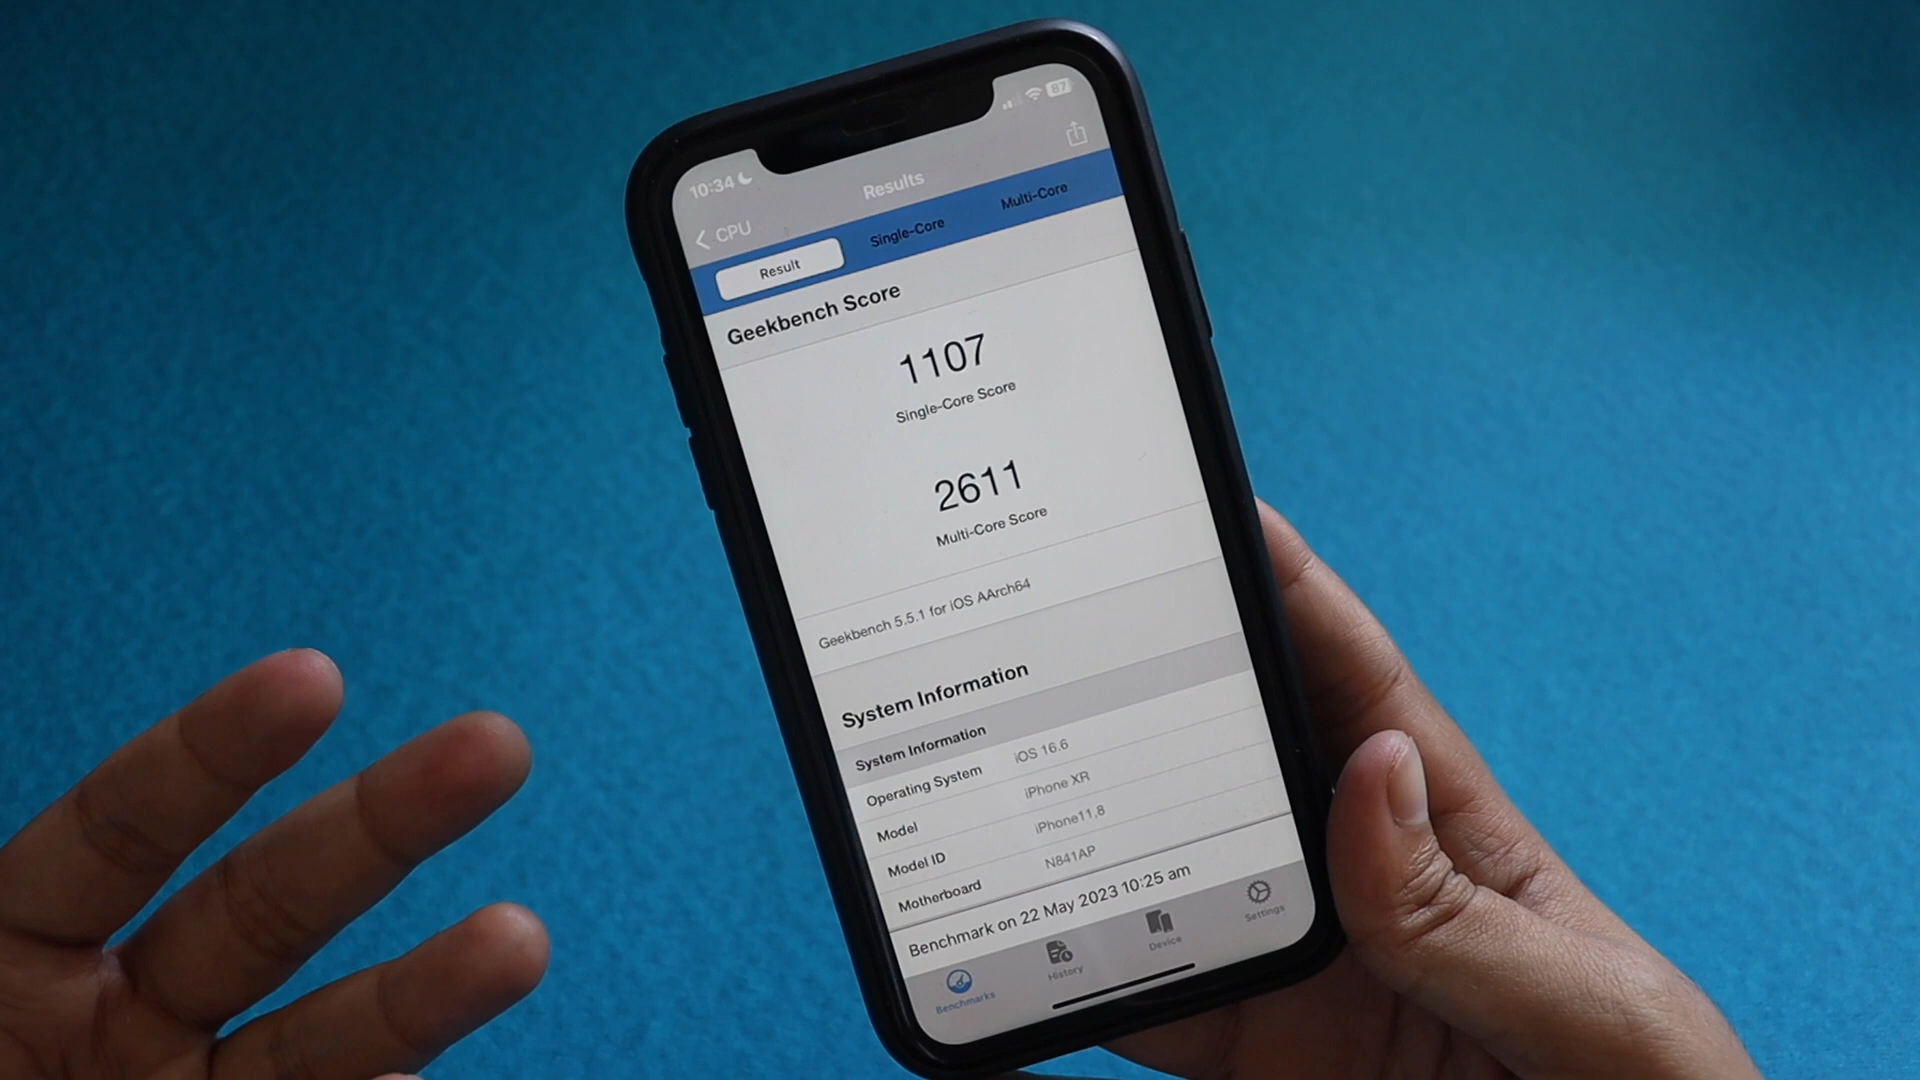 10:34
87
CPU
Results
Result
Single-Core
Multi-Core
Geekbench Score
1107
Single-Core Score
2611
Multi-Core Score
Geekbench 5.5.1 for iOS AArch64
System Information
System Information
Operating System iOS 16.6
Model iPhone XR
Model ID iPhone11,8
Motherboard N841AP
Benchmark on 22 May 2023 10:25 am
Benchmarks
History
Device
Settings